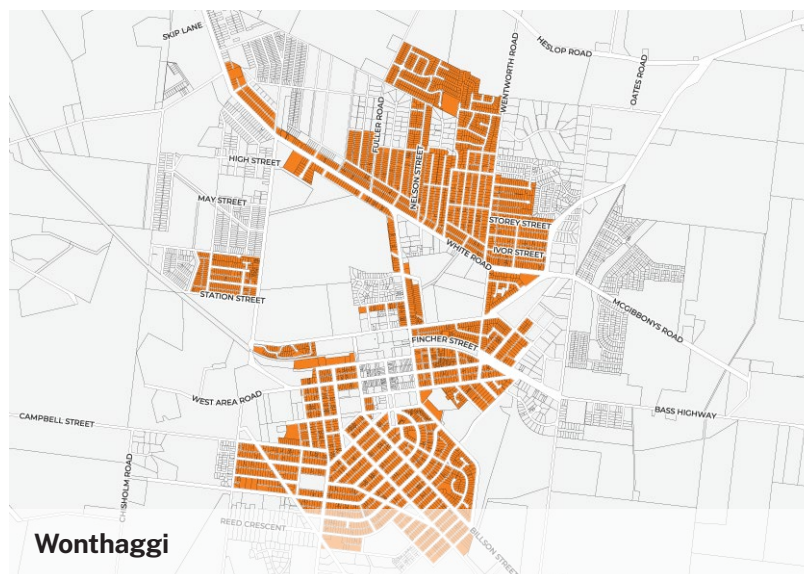 SKIP LANE
HESLOP ROAD
WENTWORTH ROAD
OATES ROAD
FULLER ROAD
HIGH STREET
NELSON STREET
MAY STREET
STOREY STREET
WHITE ROAD
IVOR STREET
STATION STREET
MCGIBBONYS ROAD
FINCHER STREET
WEST AREA ROAD
BASS HIGHWAY
CAMPBELL STREET
CHISHOLM ROAD
REED CRESCENT
BILLSON STREET
Wonthaggi